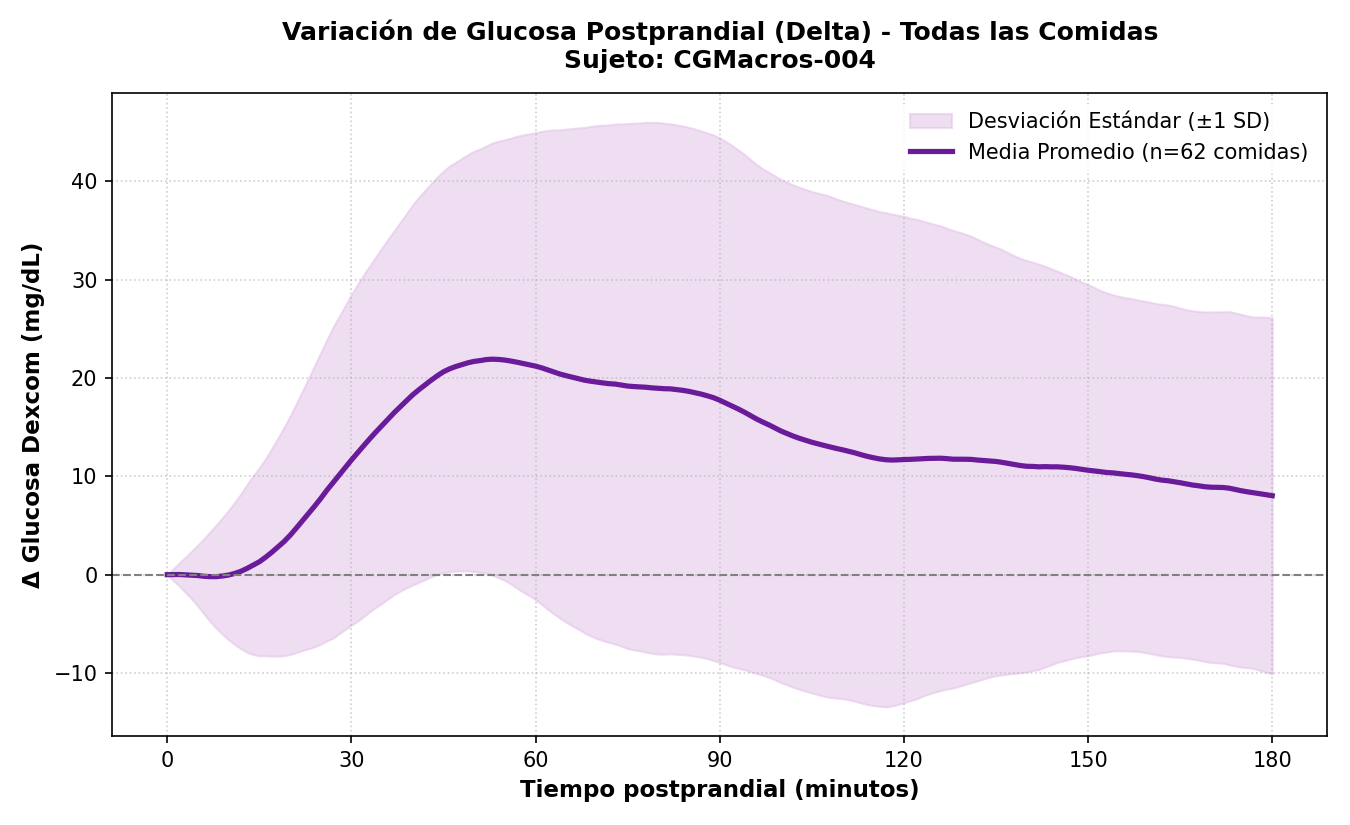 Variación de Glucosa Postprandial (Delta) - Todas las Comidas
Sujeto: CGMacros-004
Desviación Estándar (±1 SD)
Media Promedio (n=62 comidas)
Δ Glucosa Dexcom (mg/dL)
40
30
20
10
0
−10
0 30 60 90 120 150 180
Tiempo postprandial (minutos)